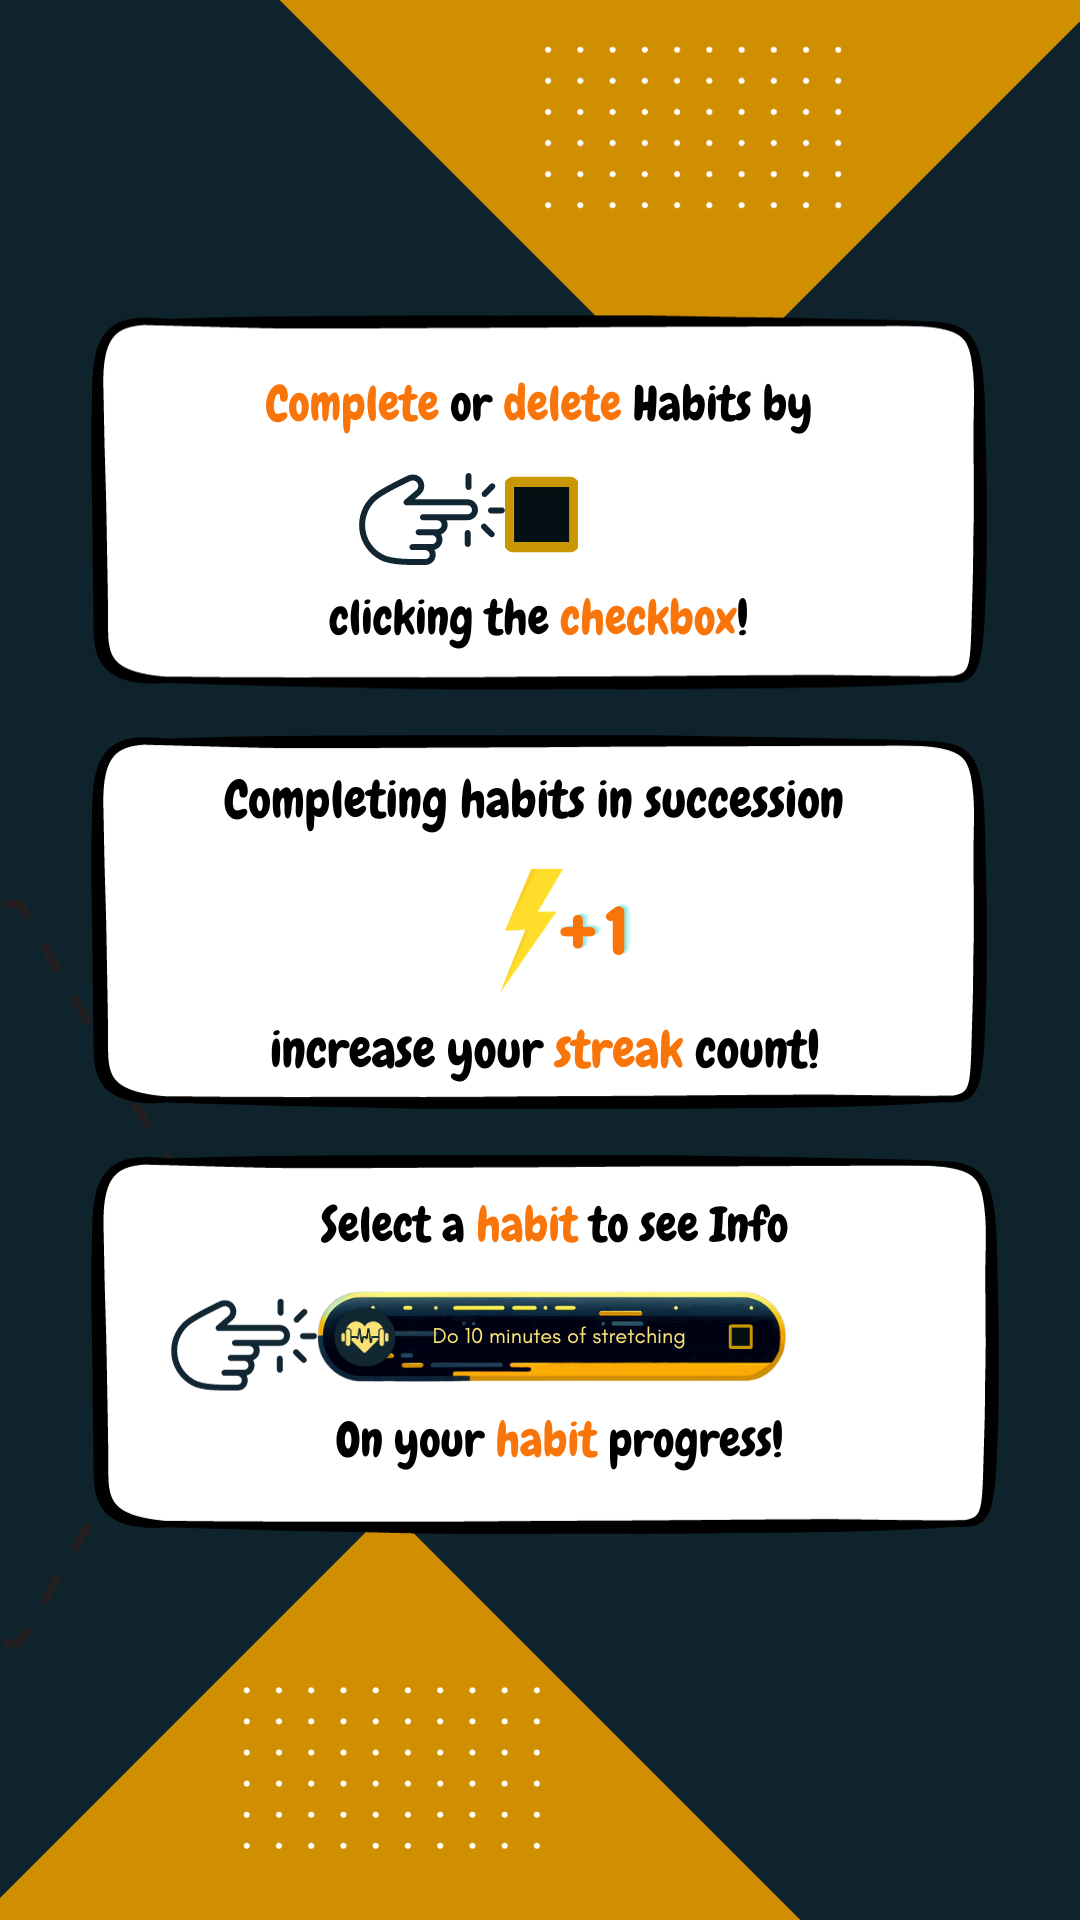 Complete or delete Habits by
clicking the checkbox!
Completing habits in succession
+1
increase your streak count!
Select a habit to see Info
Do 10 minutes of stretching
On your habit progress!